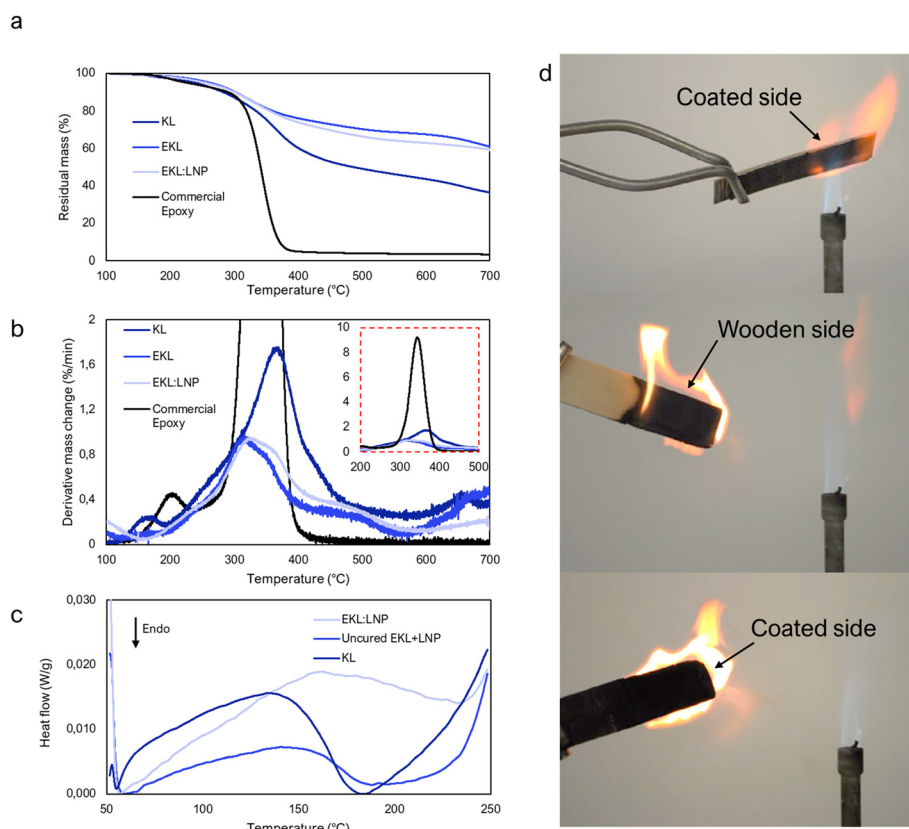 a
100
80
60
40
20
0
Residual mass (%)
KL
EKL
EKL:LNP
Commercial
Epoxy
100 200 300 400 500 600 700
Temperature (°C)
b
2
1,6
1,2
0,8
0,4
0
Derivative mass change (%/min)
KL
EKL
EKL:LNP
Commercial
Epoxy
10
8
6
4
2
0
200 300 400 500
100 200 300 400 500 600 700
Temperature (°C)
c
0,030
0,020
0,010
0,000
Heat flow (W/g)
Endo
EKL:LNP
Uncured EKL+LNP
KL
50 100 150 200 250
Temperature (°C)
d
Coated side
Wooden side
Coated side